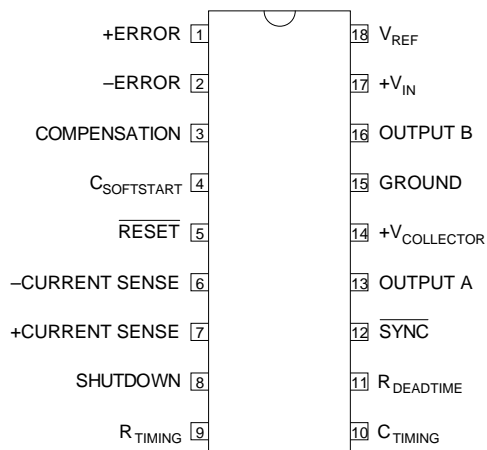 +ERROR 1 18 VREF
–ERROR 2 17 +VIN
COMPENSATION 3 16 OUTPUT B
CSOFTSTART 4 15 GROUND
RESET 5 14 +VCOLLECTOR
–CURRENT SENSE 6 13 OUTPUT A
+CURRENT SENSE 7 12 SYNC
SHUTDOWN 8 11 RDEADTIME
RTIMING 9 10 CTIMING